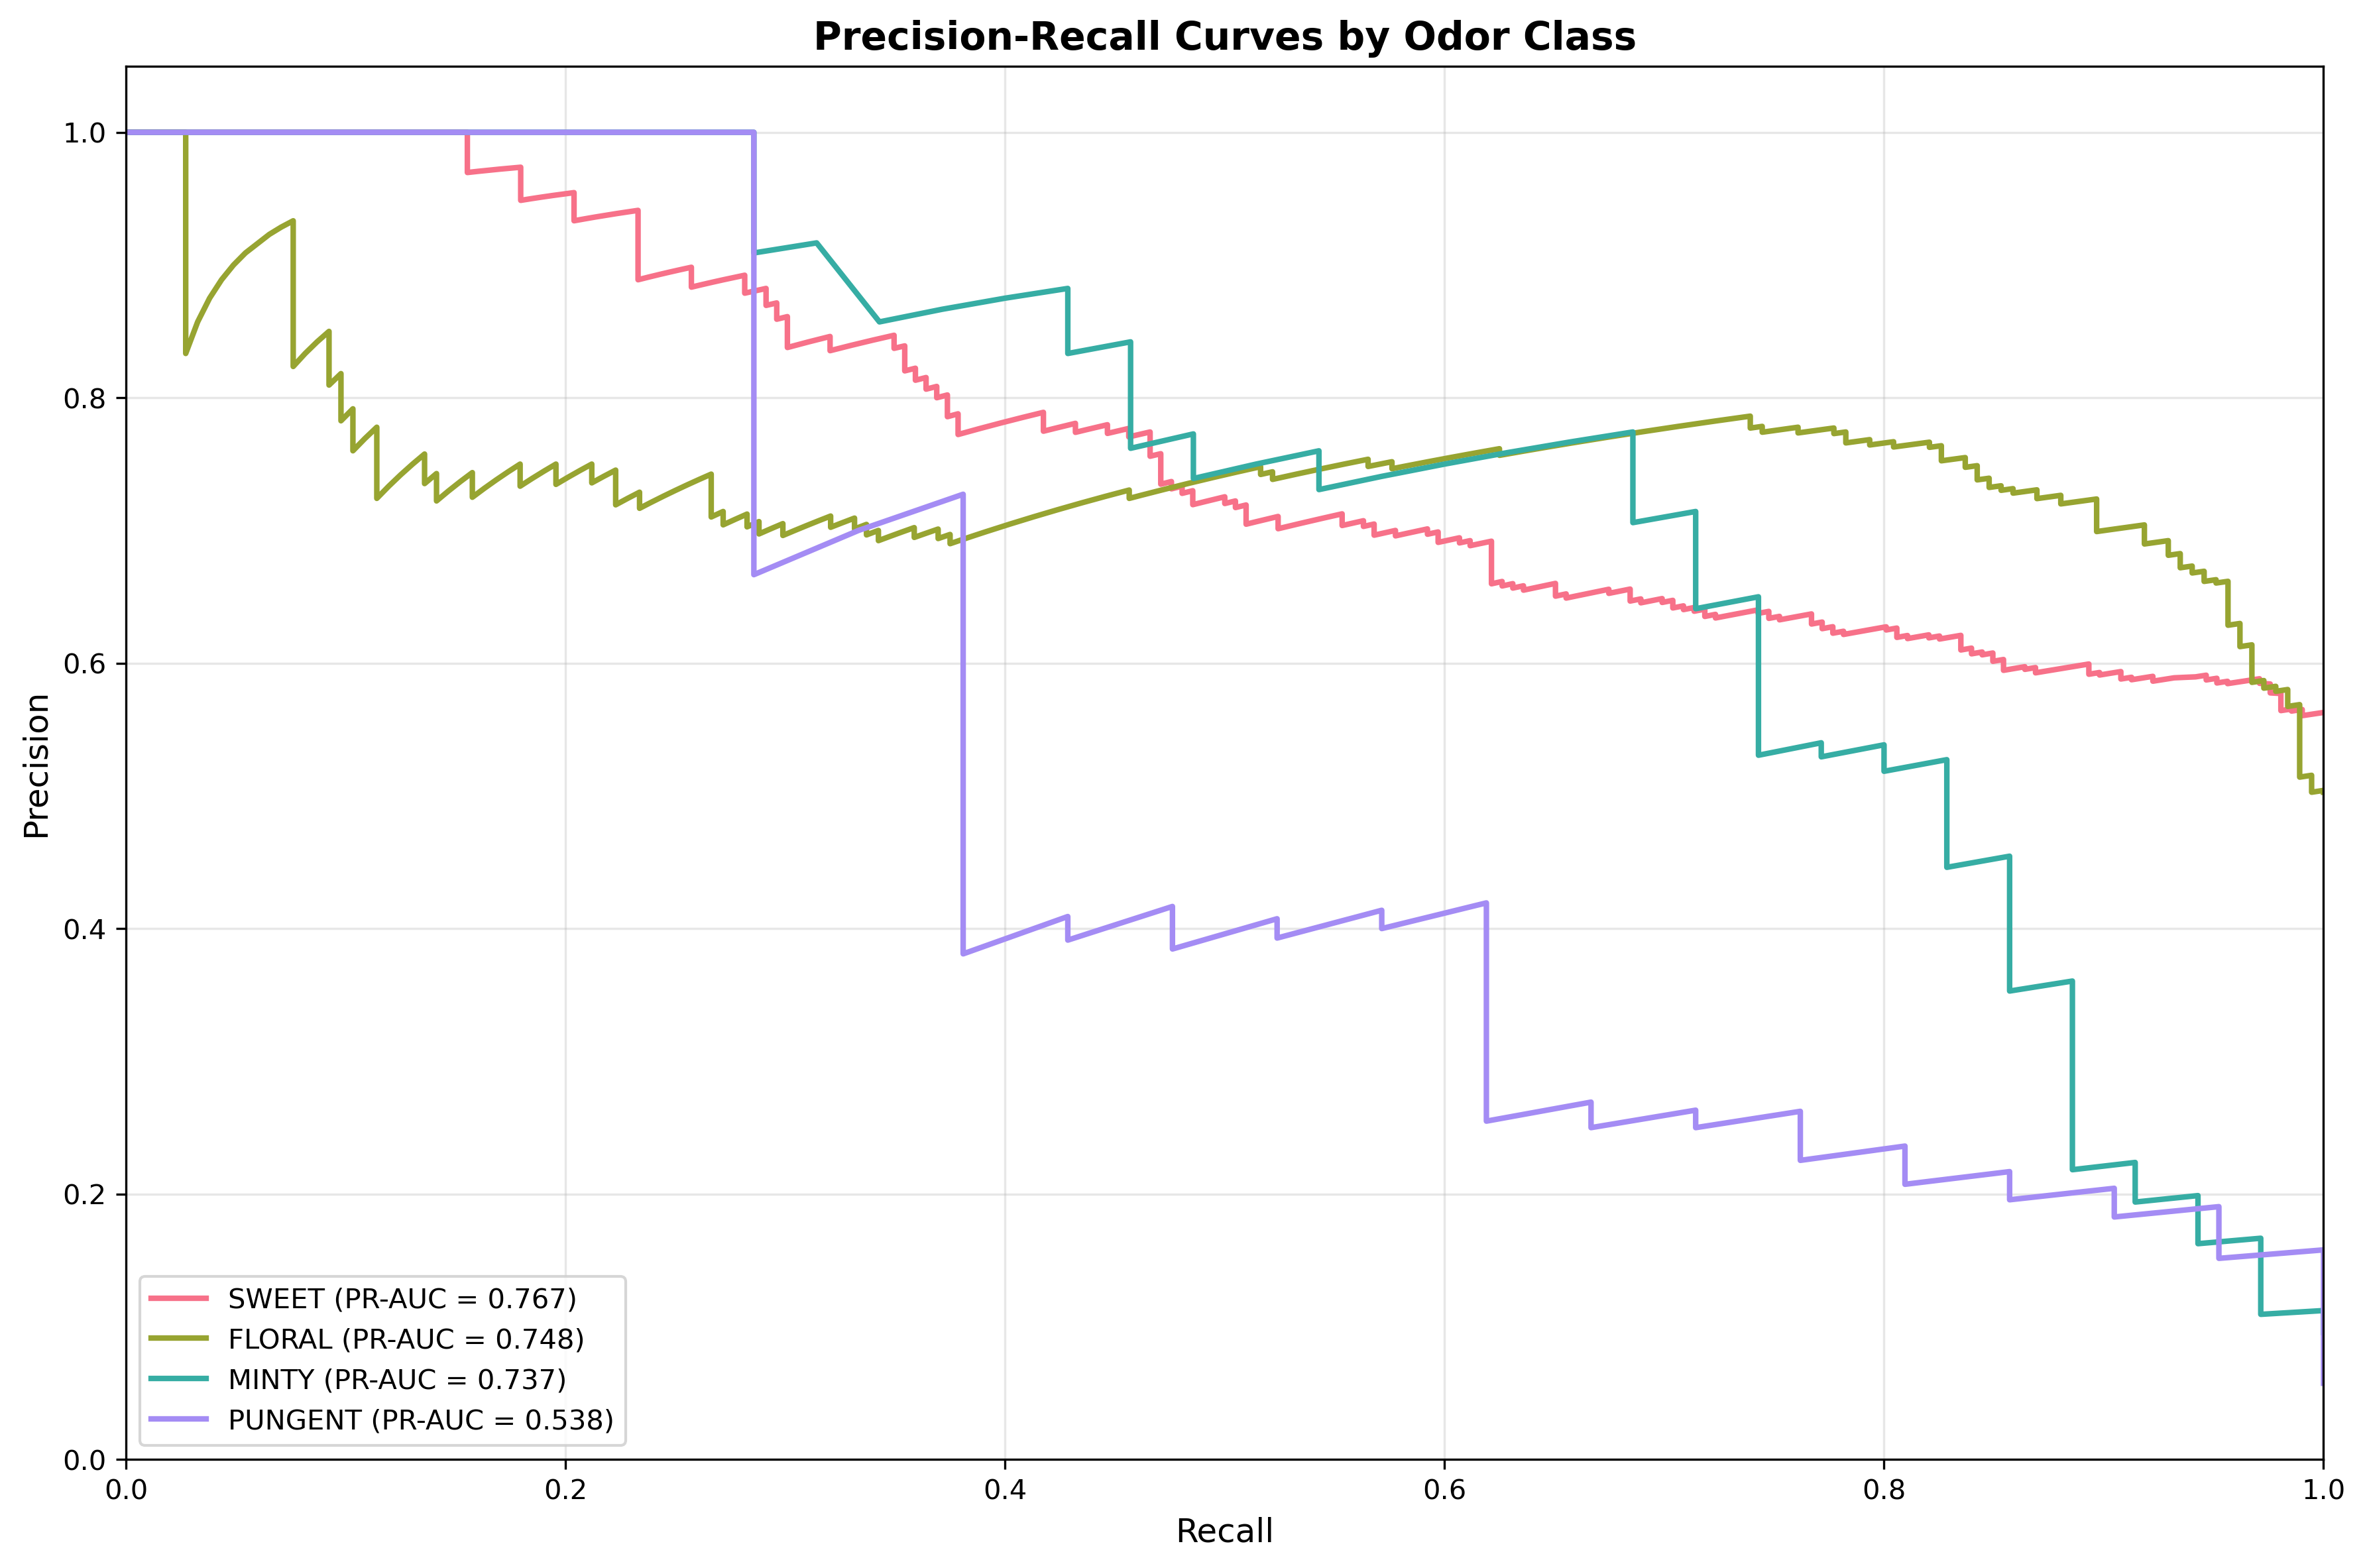 Precision-Recall Curves by Odor Class
Precision
1.0
0.8
0.6
0.4
0.2
0.0
SWEET (PR-AUC = 0.767)
FLORAL (PR-AUC = 0.748)
MINTY (PR-AUC = 0.737)
PUNGENT (PR-AUC = 0.538)
0.0 0.2 0.4 0.6 0.8 1.0
Recall